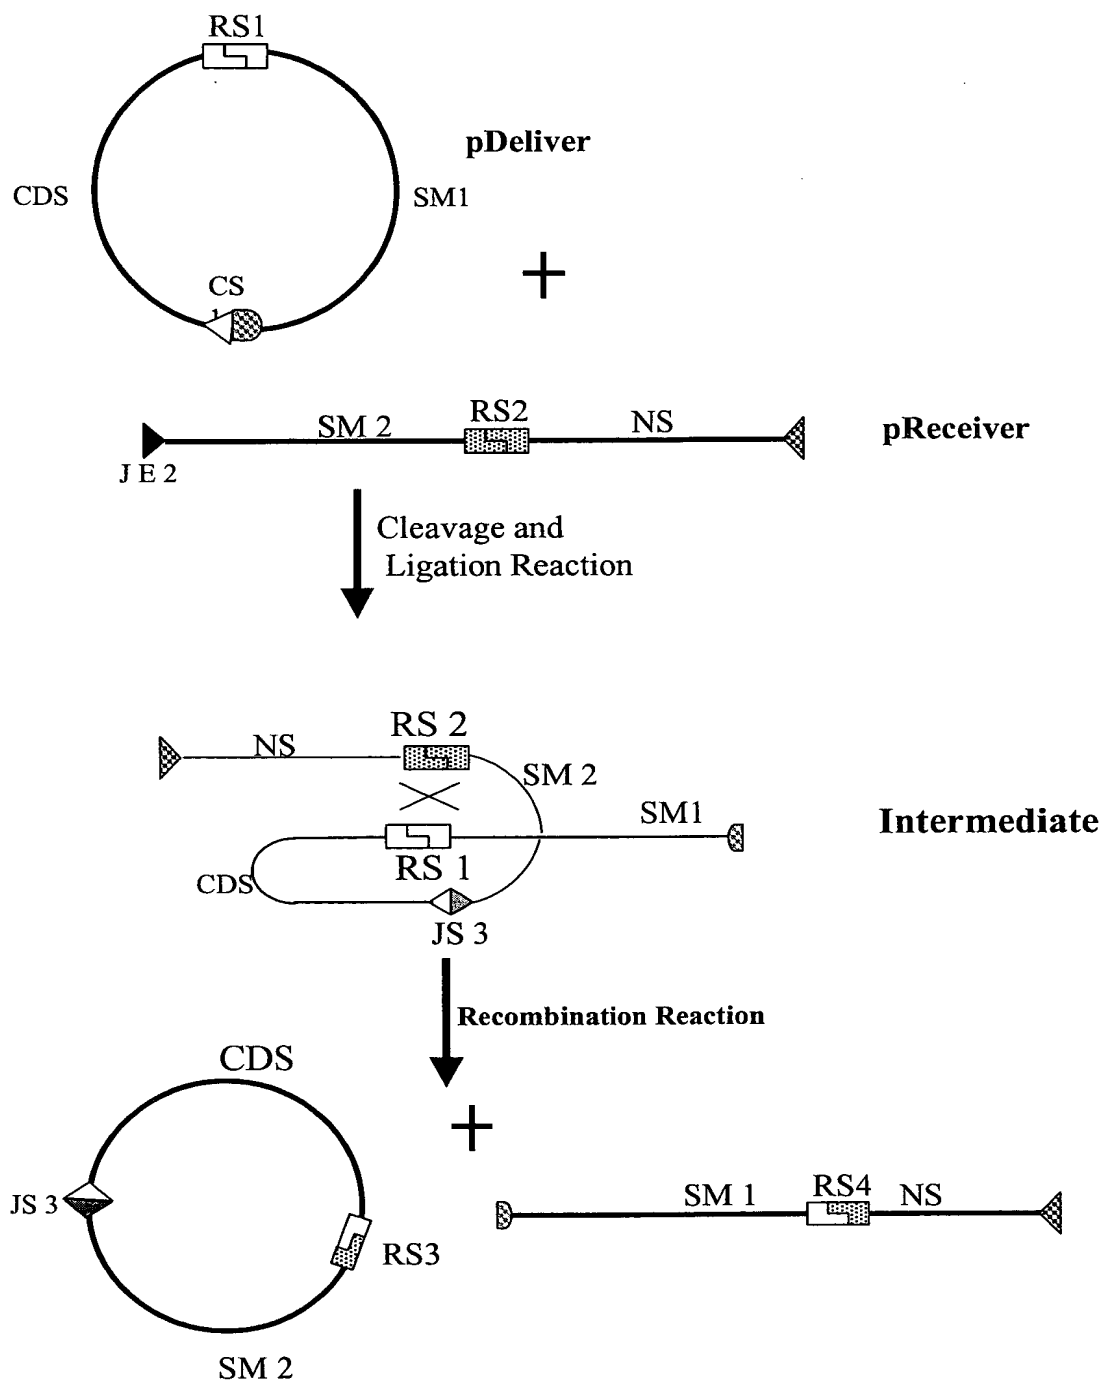 RS1
pDeliver
CDS
SM1
CS
1
+
SM 2
RS2
NS
pReceiver
J E 2
Cleavage and
Ligation Reaction
RS 2
NS
SM 2
SM1
Intermediate
RS 1
CDS
JS 3
Recombination Reaction
CDS
+
JS 3
SM 1
RS4
NS
RS3
SM 2